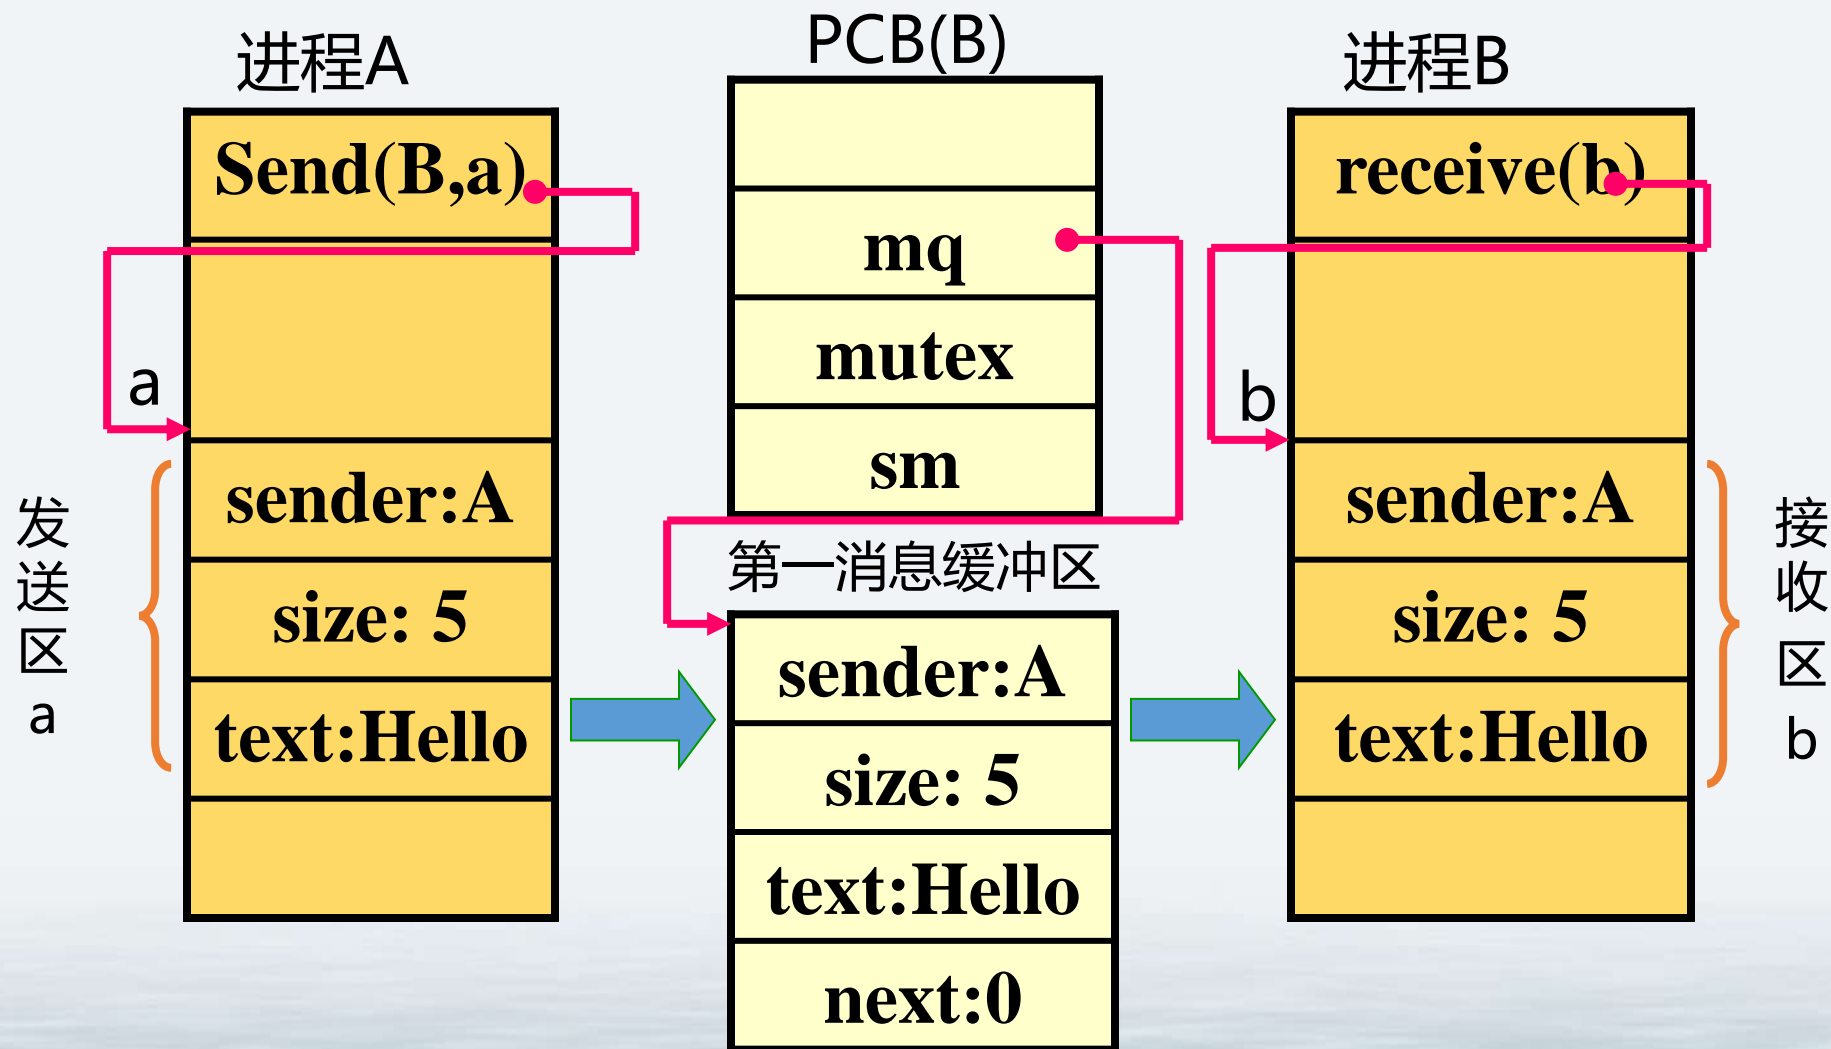 进程A
Send(B,a)
a
发送区a
sender:A
size: 5
text:Hello
PCB(B)
mq
mutex
sm
第一消息缓冲区
sender:A
size: 5
text:Hello
next:0
进程B
receive(b)
b
sender:A
size: 5
text:Hello
接收区b